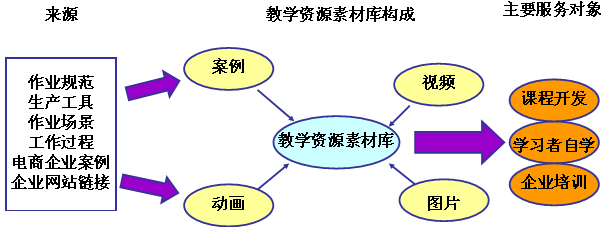 来源
教学资源素材库构成
主要服务对象
作业规范
生产工具
作业场景
工作过程
电商企业案例
企业网站链接
案例
视频
教学资源素材库
动画
图片
课程开发
学习者自学
企业培训